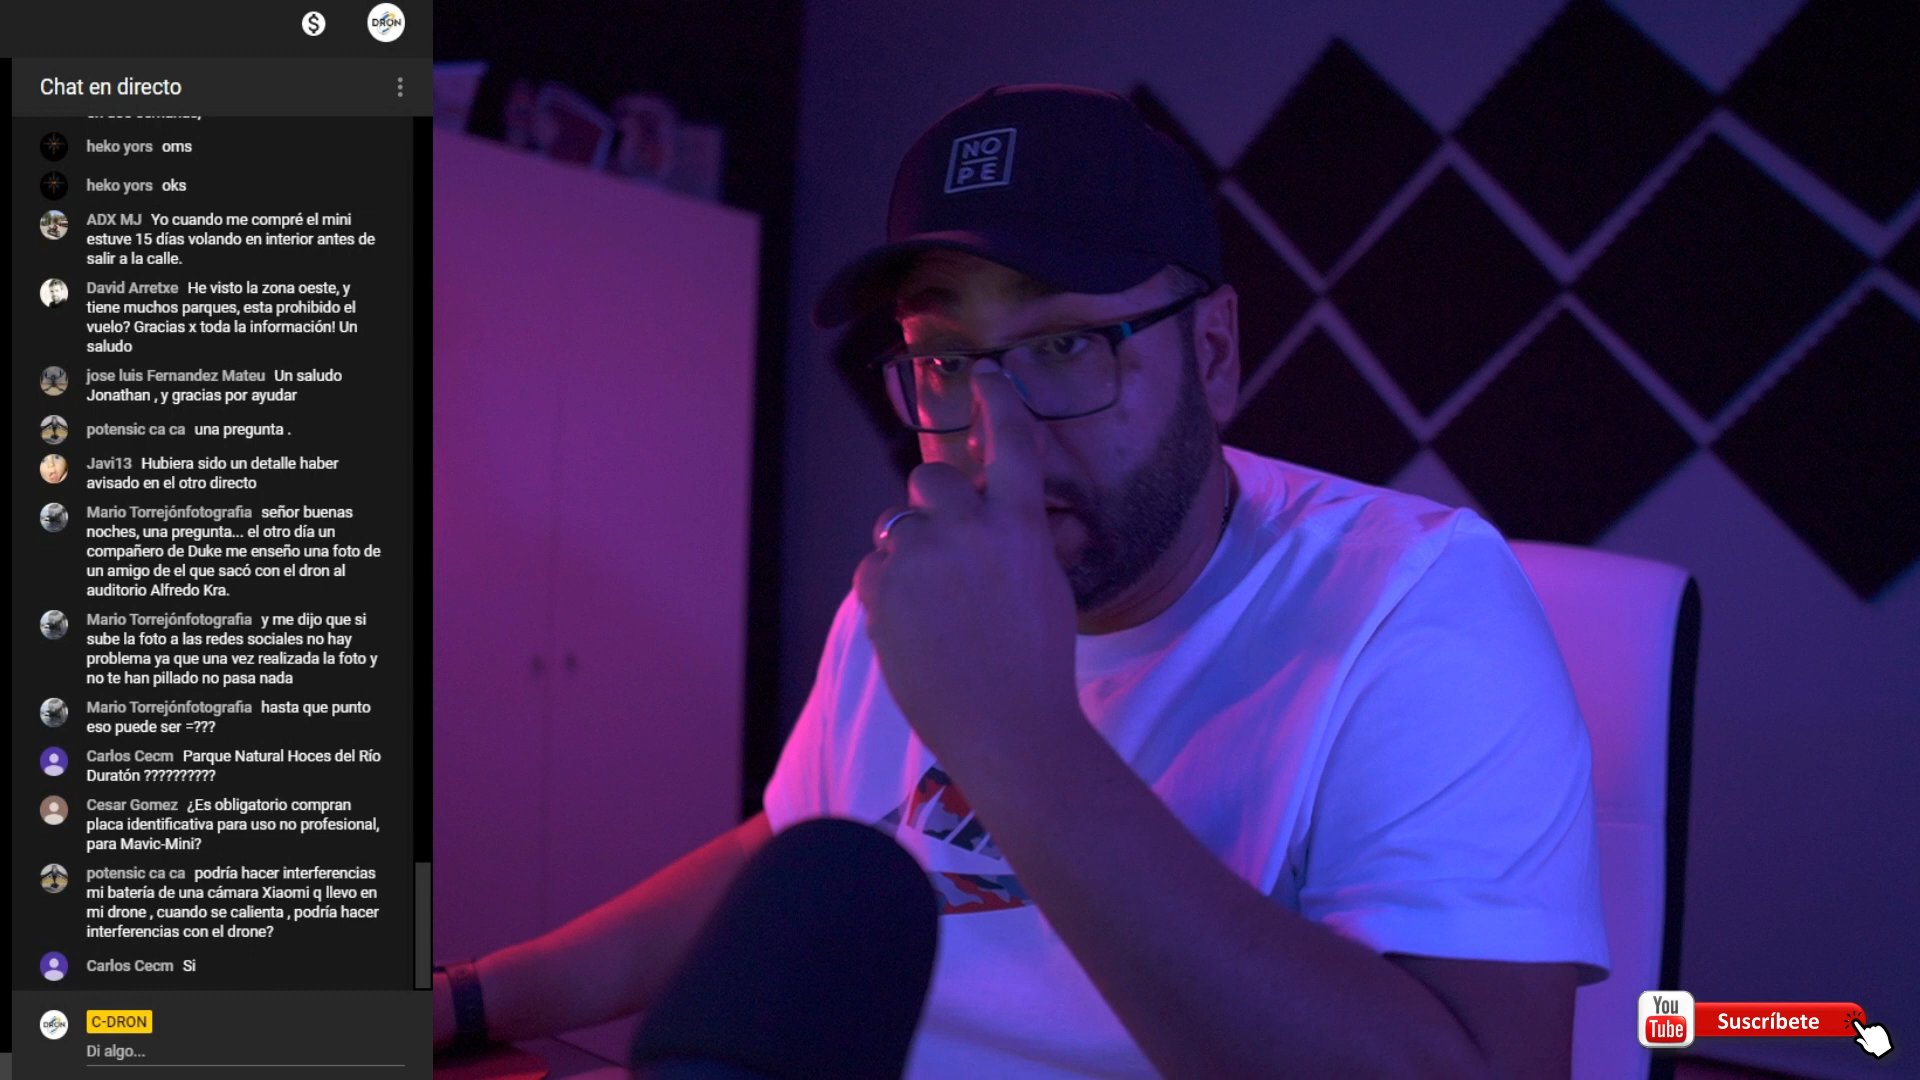 DRON
Chat en directo
heko yors oms
heko yors oks
ADX MJ Yo cuando me compré el mini
estuve 15 días volando en interior antes de
salir a la calle.
David Arretxe He visto la zona oeste, y
tiene muchos parques, esta prohibido el
vuelo? Gracias x toda la información! Un
saludo
jose luis Fernandez Mateu Un saludo
Jonathan , y gracias por ayudar
potensic ca ca una pregunta .
Javi13 Hubiera sido un detalle haber
avisado en el otro directo
Mario Torrejónfotografia señor buenas
noches, una pregunta... el otro día un
compañero de Duke me enseño una foto de
un amigo de el que sacó con el dron al
auditorio Alfredo Kra.
Mario Torrejónfotografia y me dijo que si
sube la foto a las redes sociales no hay
problema ya que una vez realizada la foto y
no te han pillado no pasa nada
Mario Torrejónfotografia hasta que punto
eso puede ser =???
Carlos Cecm Parque Natural Hoces del Río
Duratón ??????????
Cesar Gomez ¿Es obligatorio compran
placa identificativa para uso no profesional,
para Mavic-Mini?
potensic ca ca podría hacer interferencias
mi batería de una cámara Xiaomi q llevo en
mi drone , cuando se calienta , podría hacer
interferencias con el drone?
Carlos Cecm Si
DRON
C-DRON
Di algo...
NO
PE
You
Tube
Suscríbete